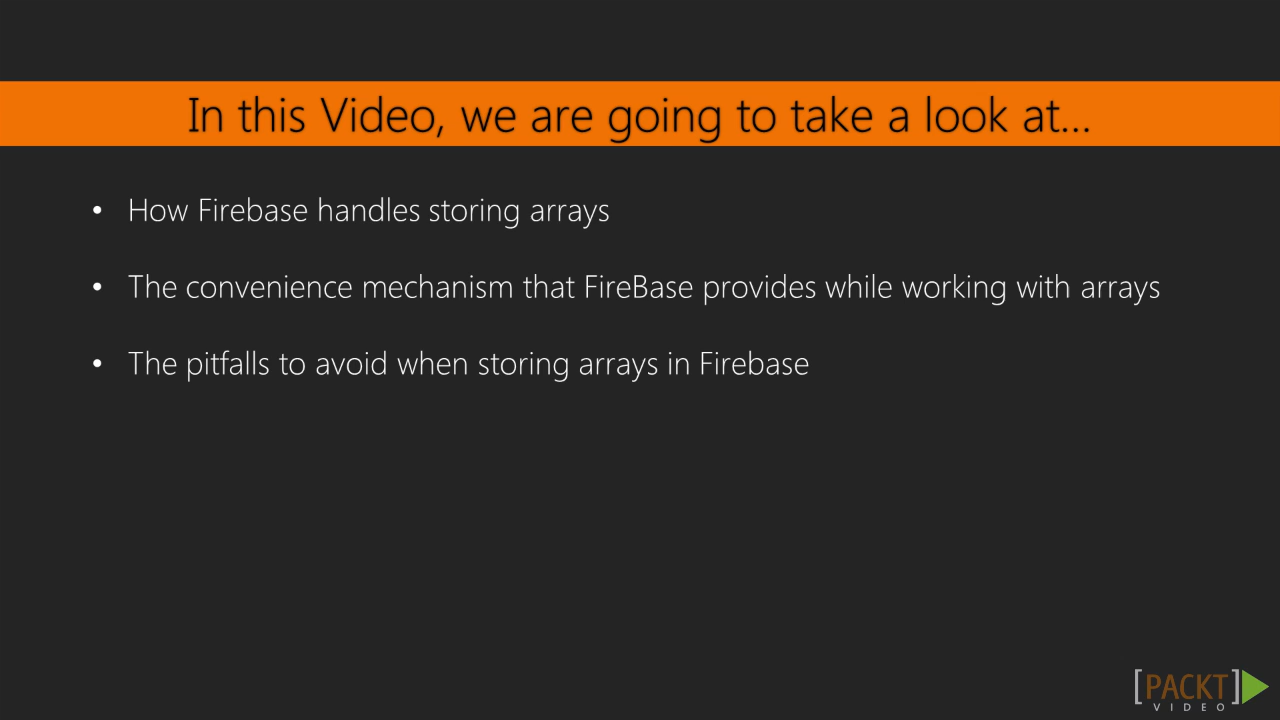 In this Video, we are going to take a look at...
• How Firebase handles storing arrays
• The convenience mechanism that FireBase provides while working with arrays
• The pitfalls to avoid when storing arrays in Firebase
[PACKT]
VIDEO